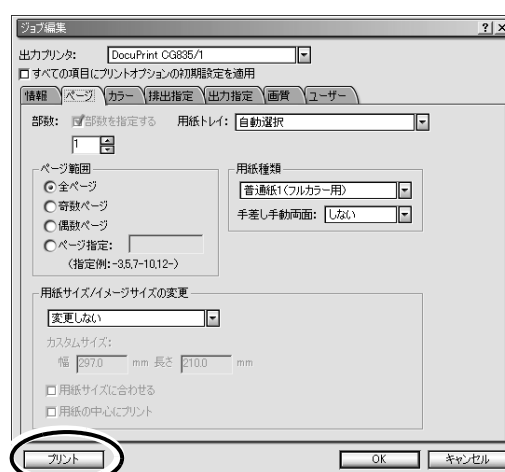 ジョブ編集
出力プリンタ: DocuPrint CG835/1
すべての項目にプリントオプションの初期設定を適用
情報 ページ カラー 排出指定 出力指定 画質 ユーザー
部数: 部数を指定する 用紙トレイ: 自動選択
1
ページ範囲 用紙種類
全ページ 普通紙1(フルカラー用)
奇数ページ 手差し手動両面: しない
偶数ページ
ページ指定:
(指定例:-3,5,7-10,12-)
用紙サイズ/イメージサイズの変更
変更しない
カスタムサイズ:
幅 297.0 mm 長さ 210.0 mm
用紙サイズに合わせる
用紙の中心にプリント
プリント OK キャンセル